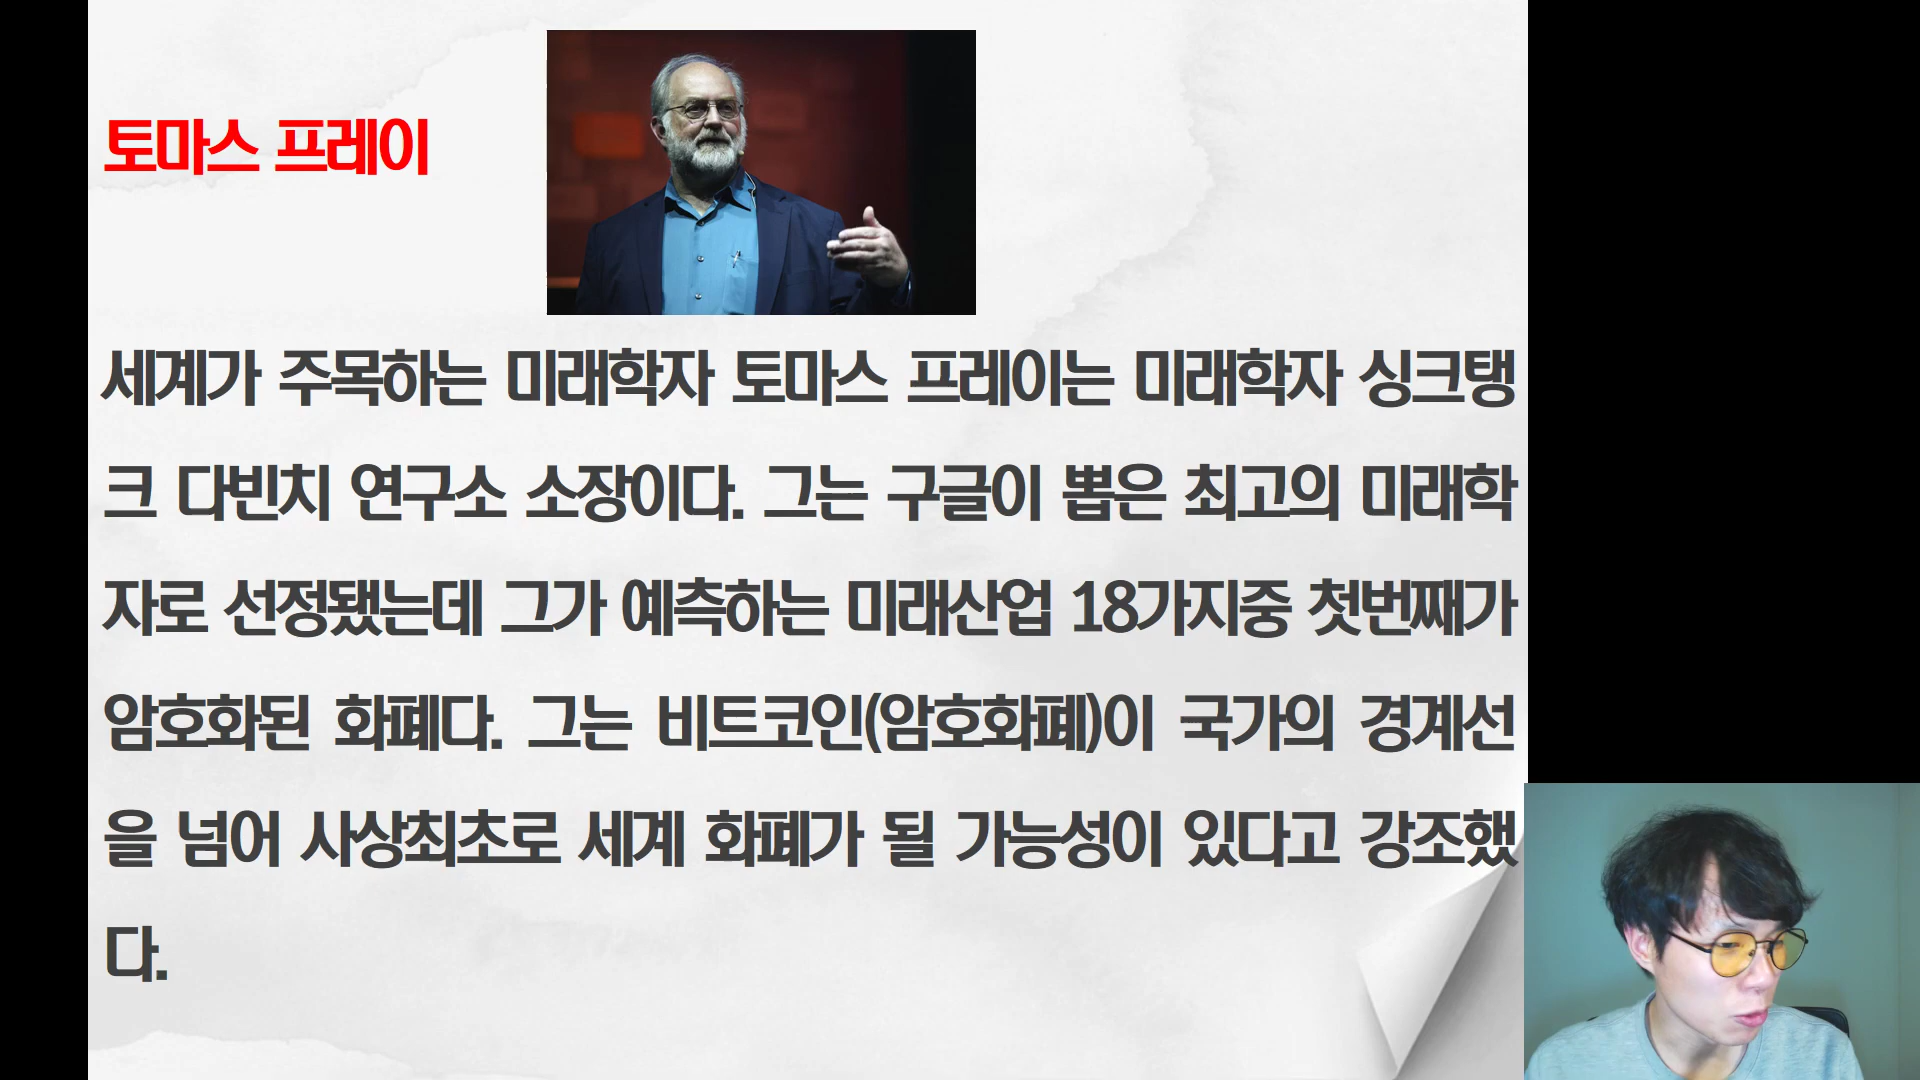 토마스 프레이
세계가 주목하는 미래학자 토마스 프레이는 미래학자 싱크탱
크 다빈치 연구소 소장이다. 그는 구글이 뽑은 최고의 미래학
자로 선정됐는데 그가 예측하는 미래산업 18가지중 첫번째가
암호화된 화폐다. 그는 비트코인(암호화폐)이 국가의 경계선
을 넘어 사상최초로 세계 화폐가 될 가능성이 있다고 강조했
다.